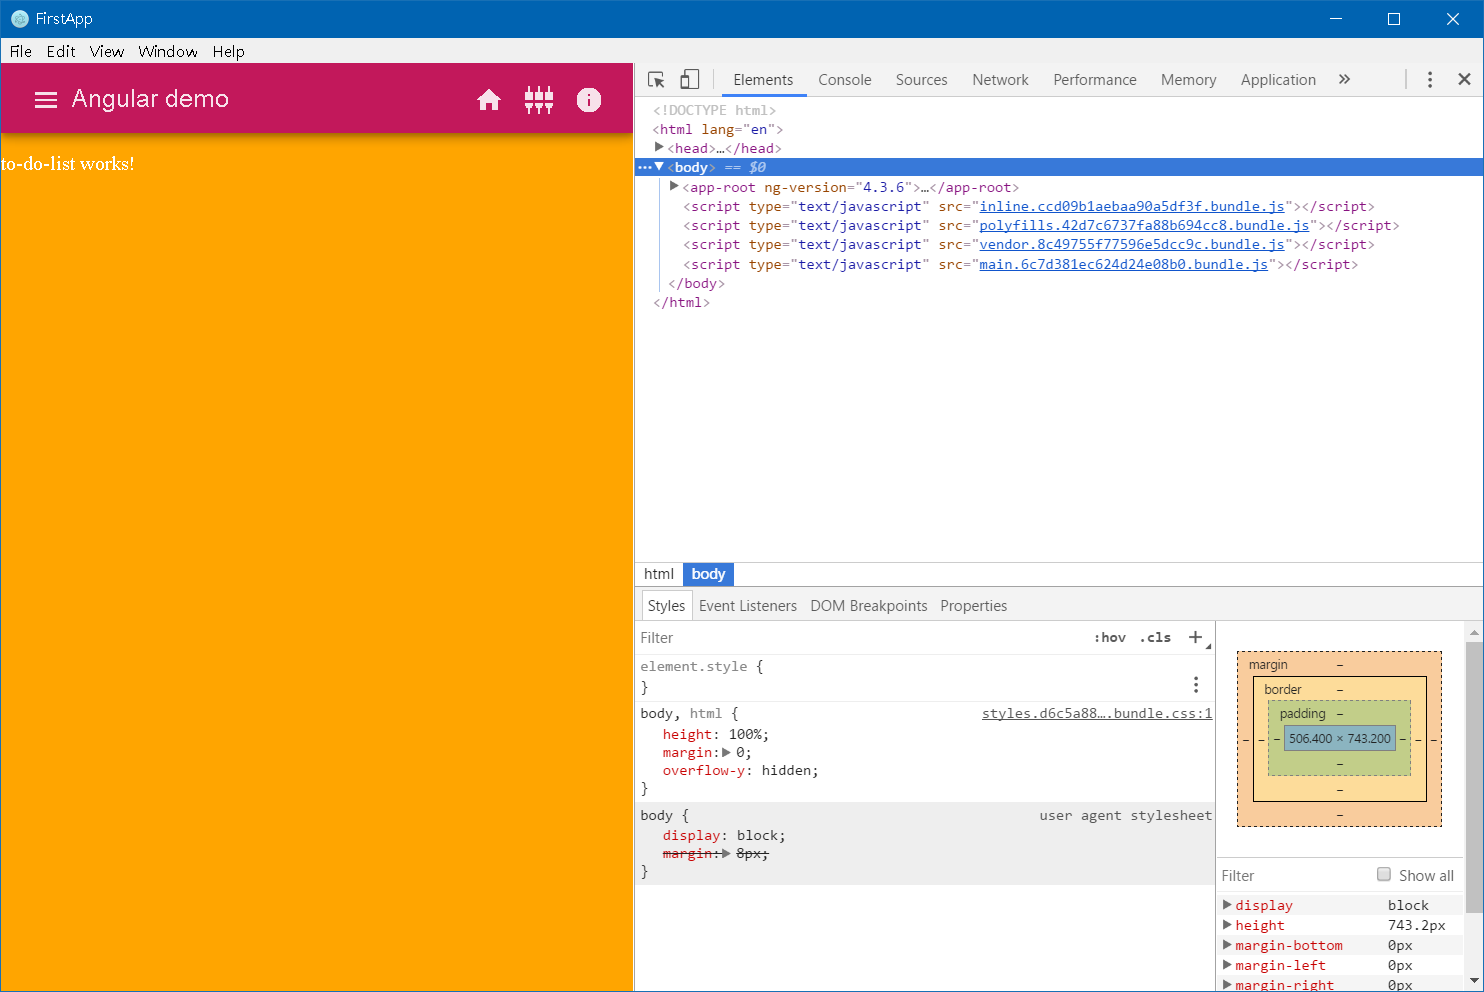 FirstApp
File Edit View Window Help
Angular demo
to-do-list works!
Elements Console Sources Network Performance Memory Application »
<!DOCTYPE html>
<html lang="en">
<head>…</head>
<body> == $0
<app-root ng-version="4.3.6">…</app-root>
<script type="text/javascript" src="inline.ccd09b1aebaa90a5df3f.bundle.js"></script>
<script type="text/javascript" src="polyfills.42d7c6737fa88b694cc8.bundle.js"></script>
<script type="text/javascript" src="vendor.8c49755f77596e5dcc9c.bundle.js"></script>
<script type="text/javascript" src="main.6c7d381ec624d24e08b0.bundle.js"></script>
</body>
</html>
html body
Styles Event Listeners DOM Breakpoints Properties
Filter :hov .cls +
element.style {
}
body, html { styles.d6c5a88….bundle.css:1
height: 100%;
margin: 0;
overflow-y: hidden;
}
body { user agent stylesheet
display: block;
margin: 8px;
}
margin –
border –
padding –
– – – 506.400 × 743.200 – – –
–
–
–
Filter Show all
display block
height 743.2px
margin-bottom 0px
margin-left 0px
margin-right 0px